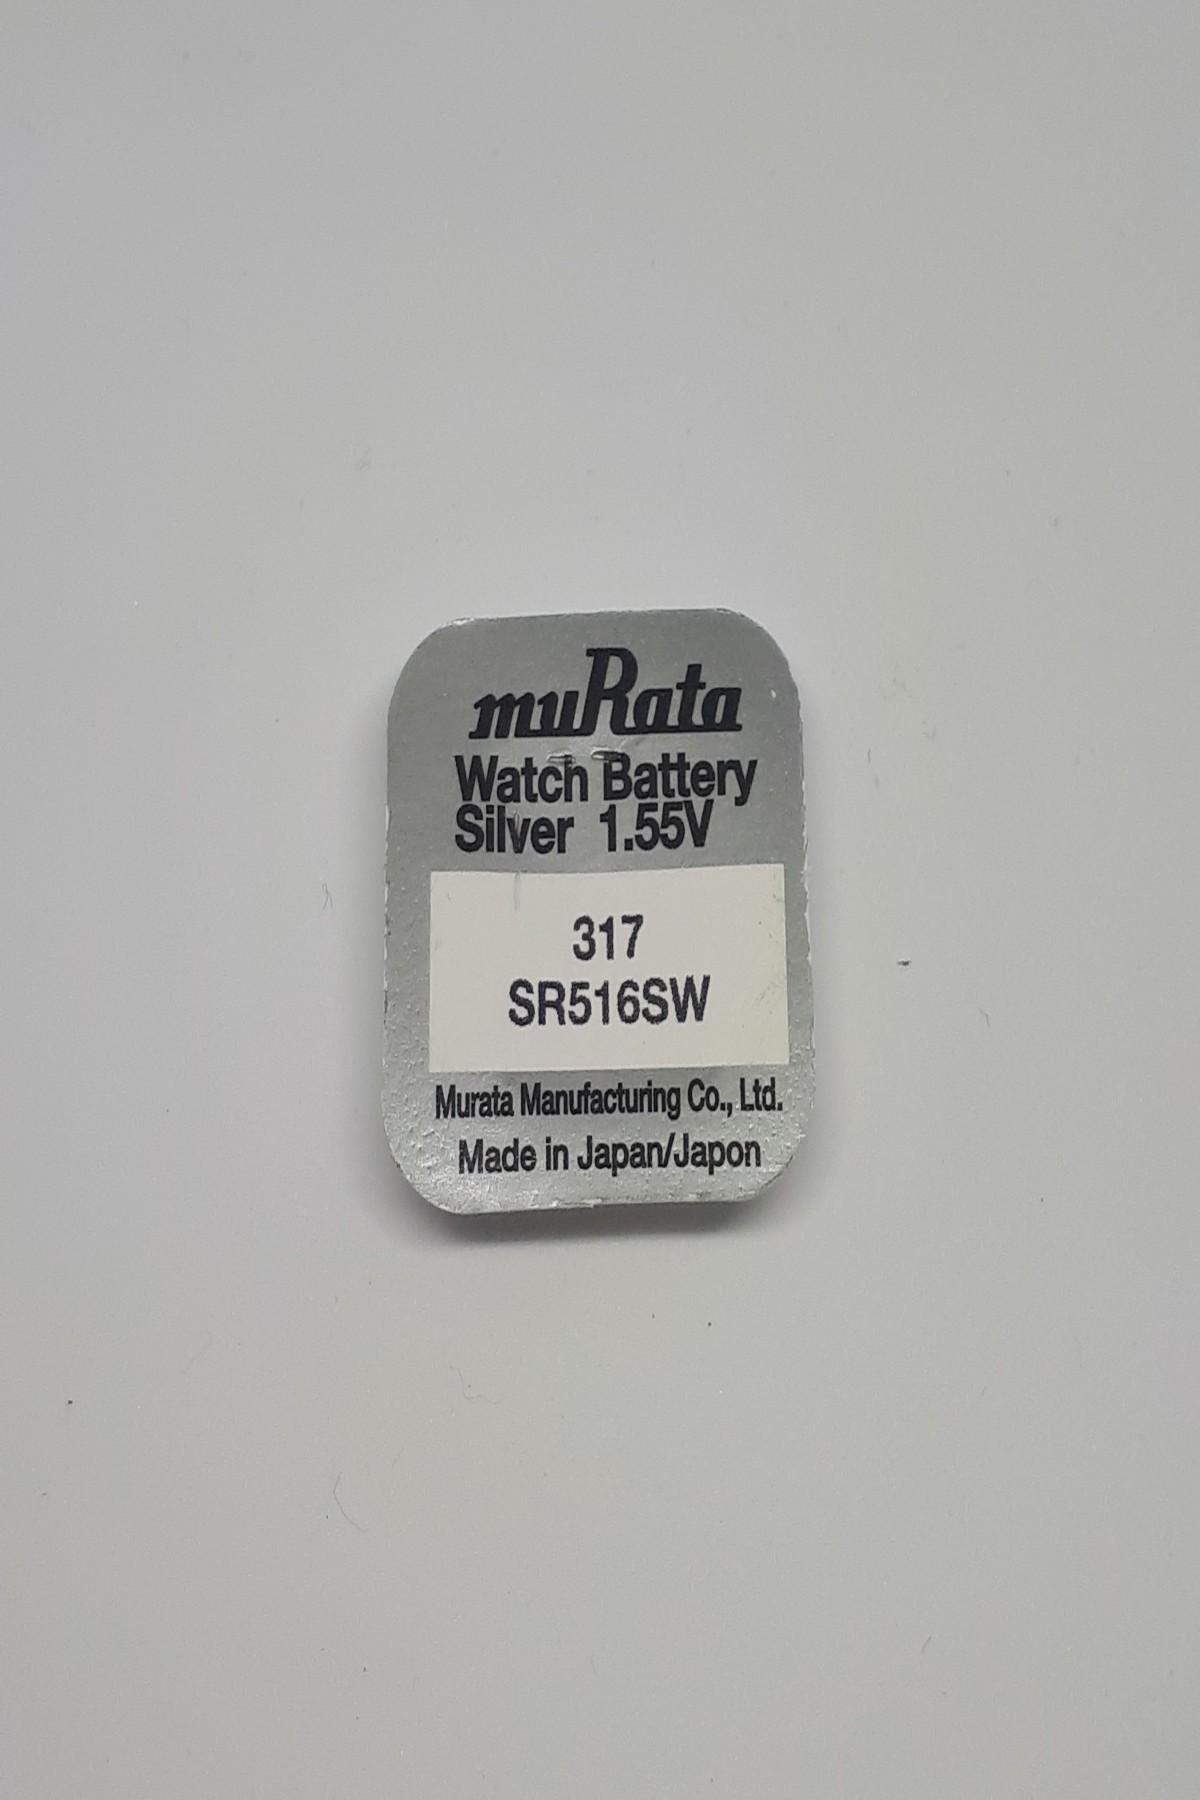 muRata
Watch Battery
Silver 1.55V
317
SR516SW
Murata Manufacturing Co., Ltd.
Made in Japan/Japon